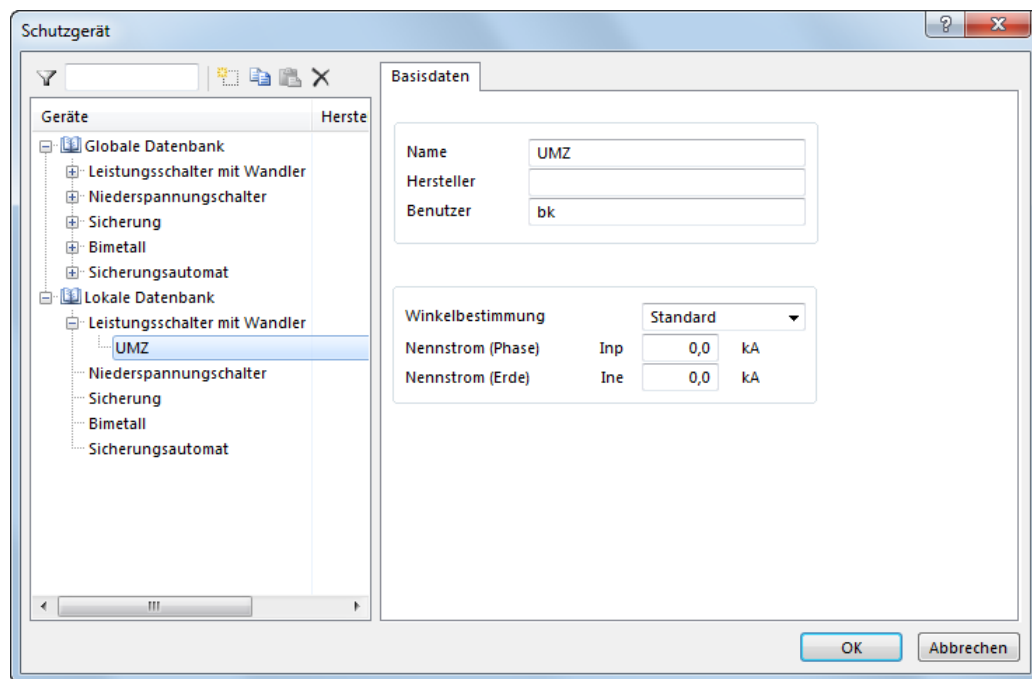 Schutzgerät
Basisdaten
Geräte Herste
Globale Datenbank
Leistungsschalter mit Wandler
Niederspannungschalter
Sicherung
Bimetall
Sicherungsautomat
Lokale Datenbank
Leistungsschalter mit Wandler
UMZ
Niederspannungschalter
Sicherung
Bimetall
Sicherungsautomat
Name UMZ
Hersteller
Benutzer bk
Winkelbestimmung Standard
Nennstrom (Phase) Inp 0,0 kA
Nennstrom (Erde) Ine 0,0 kA
OK Abbrechen